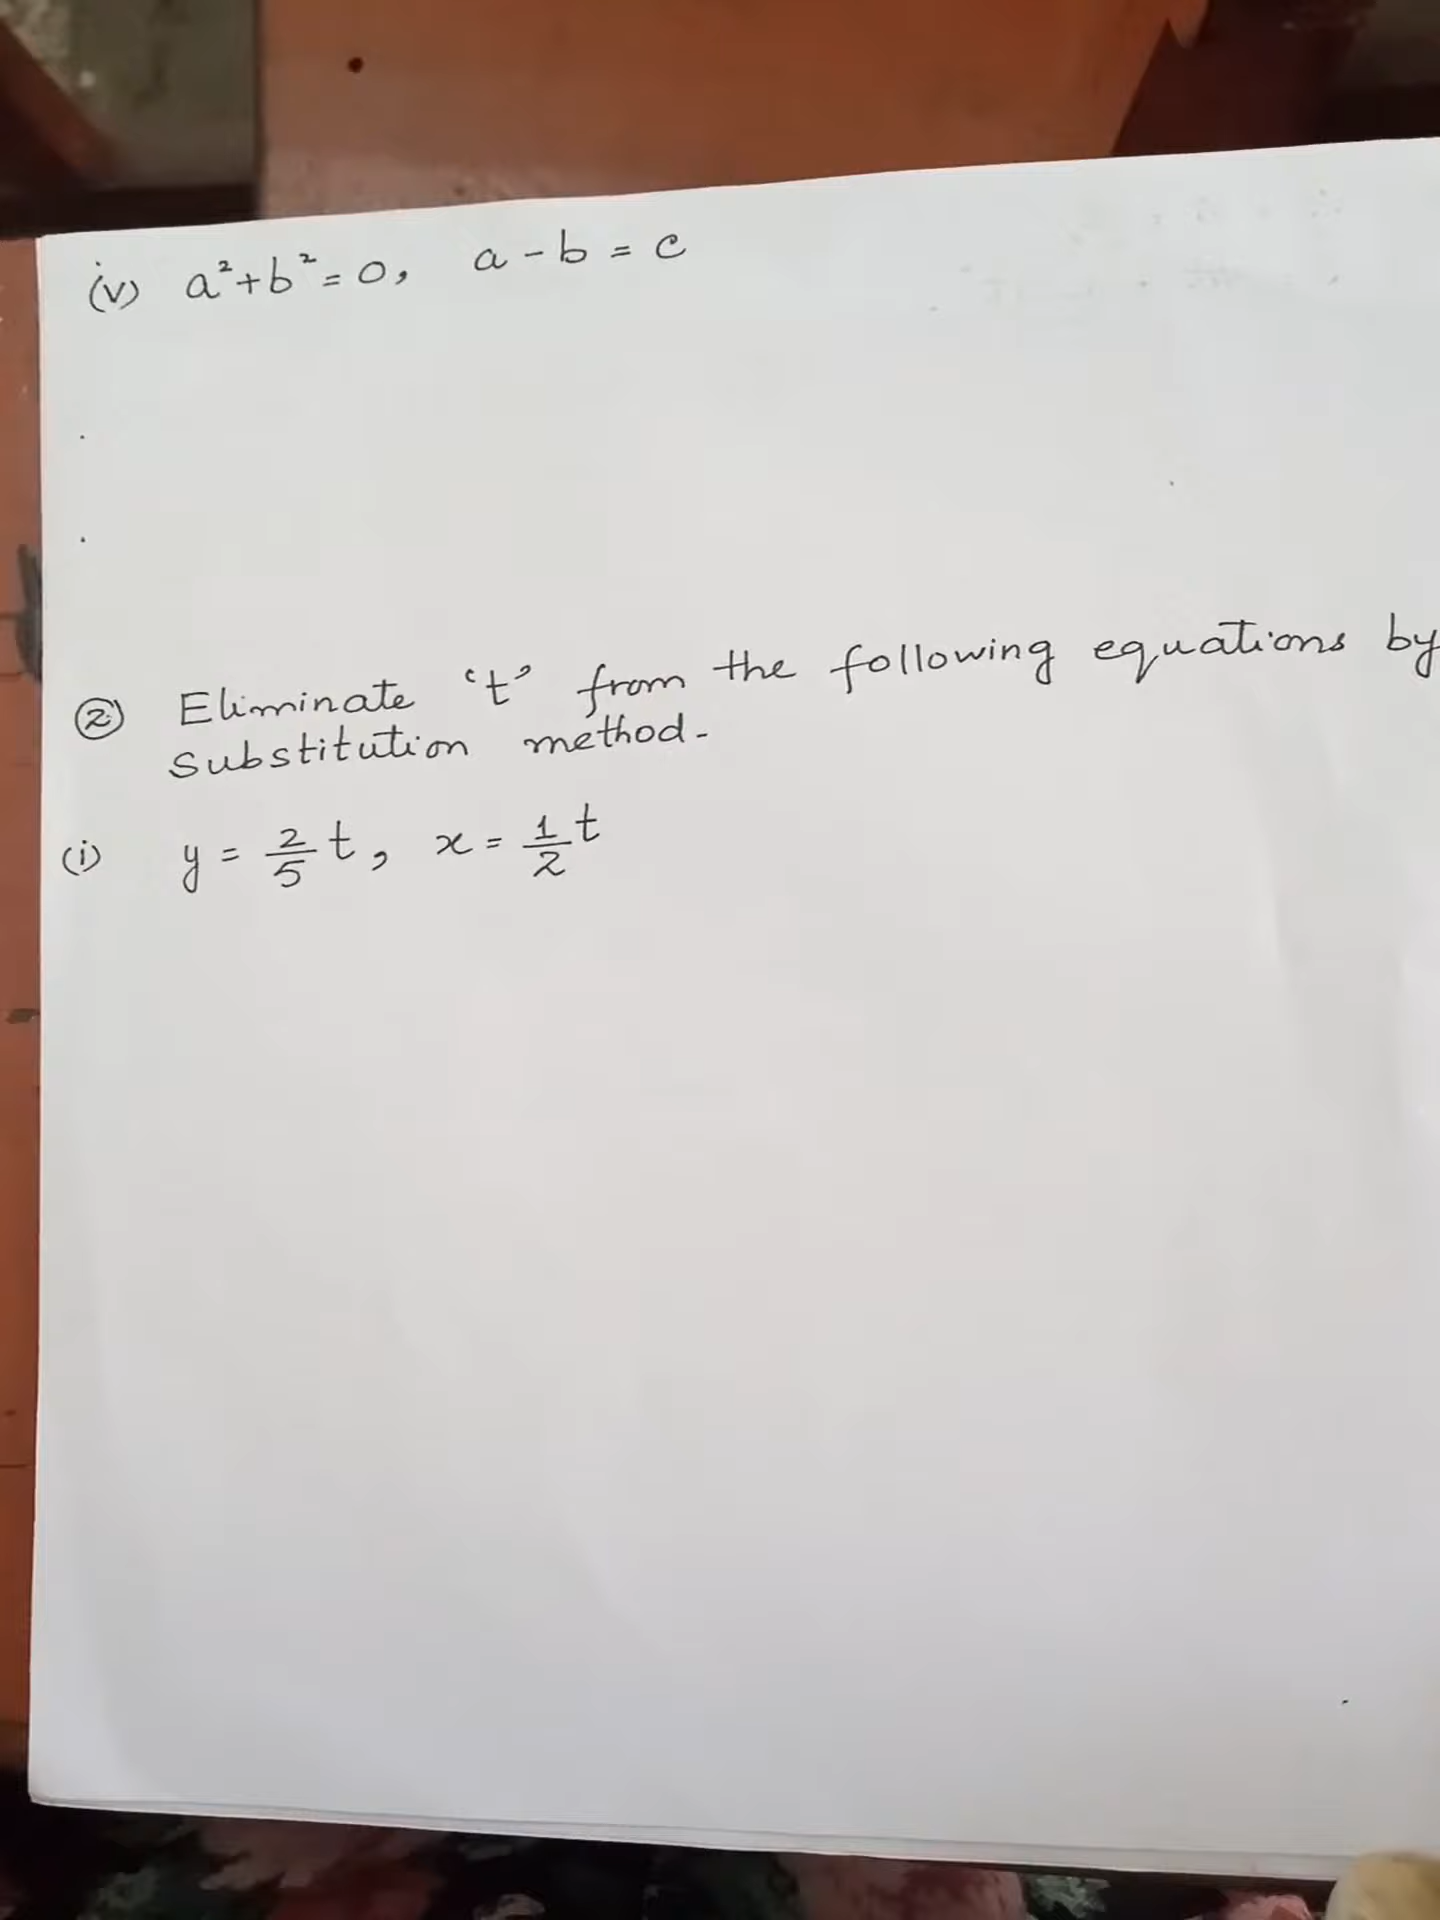 (v) a²+b²=0, a-b=c
② Eliminate 't' from the following equations by
Substitution method.
(i) y = 2/5 t, x = 1/2 t